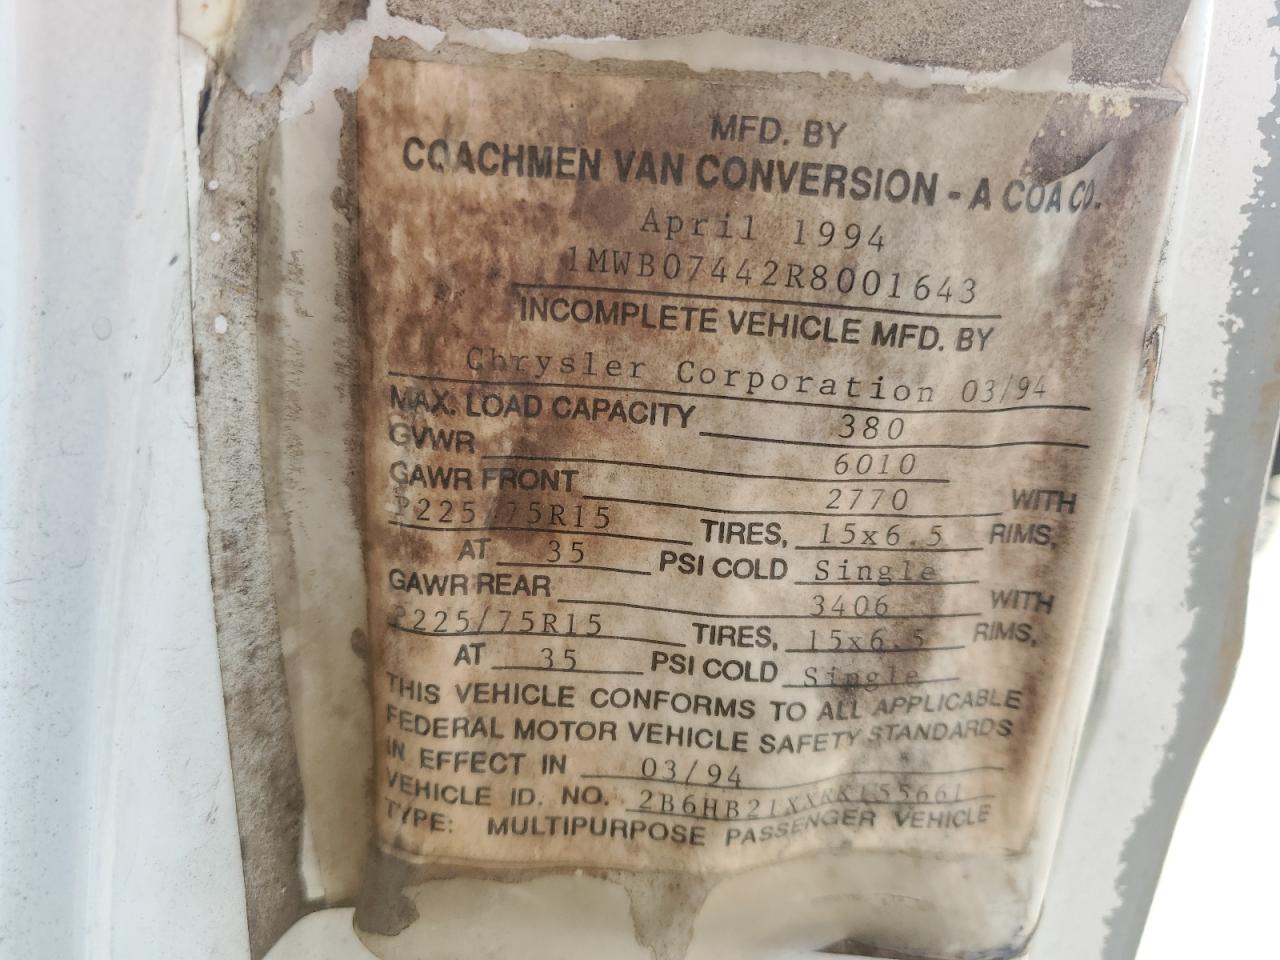 MFD. BY
COACHMEN VAN CONVERSION - A COA CO.
April 1994
1MWB07442R8001643
INCOMPLETE VEHICLE MFD. BY
Chrysler Corporation 03/94
MAX. LOAD CAPACITY 380
GVWR 6010
GAWR FRONT 2770 WITH
P225/75R15 TIRES, 15x6.5 RIMS,
AT 35 PSI COLD Single
GAWR REAR 3406 WITH
P225/75R15 TIRES, 15x6.5 RIMS,
AT 35 PSI COLD Single
THIS VEHICLE CONFORMS TO ALL APPLICABLE
FEDERAL MOTOR VEHICLE SAFETY STANDARDS
IN EFFECT IN 03/94
VEHICLE ID. NO.
TYPE: MULTIPURPOSE PASSENGER VEHICLE